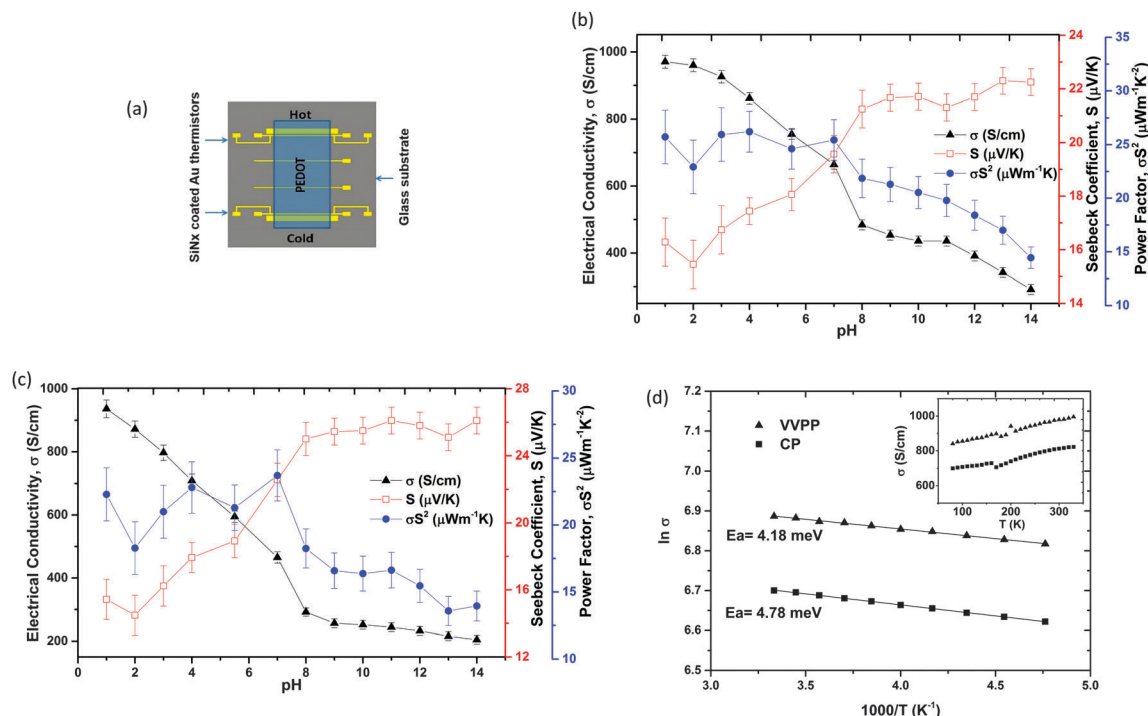 (a)
Hot
PEDOT
Cold
SiNx coated Au thermistors
Glass substrate
(b)
Electrical Conductivity, σ (S/cm)
1000
800
600
400
0 2 4 6 8 10 12 14
pH
σ (S/cm)
S (μV/K)
σS² (μWm⁻¹K)
24
22
20
18
16
14
Seebeck Coefficient, S (μV/K)
35
30
25
20
15
10
Power Factor, σS² (μWm⁻¹K⁻²)
(c)
Electrical Conductivity, σ (S/cm)
1000
800
600
400
200
0 2 4 6 8 10 12 14
pH
σ (S/cm)
S (μV/K)
σS² (μWm⁻¹K)
28
26
24
22
20
18
16
14
12
Seebeck Coefficient, S (μV/K)
30
25
20
15
10
Power Factor, σS² (μWm⁻¹K⁻²)
(d)
ln σ
7.1
7.0
6.9
6.8
6.7
6.6
6.5
3.0 3.5 4.0 4.5 5.0
1000/T (K⁻¹)
VVPP
CP
Ea= 4.18 meV
Ea= 4.78 meV
σ (S/cm)
1000
800
600
100 200 300
T (K)